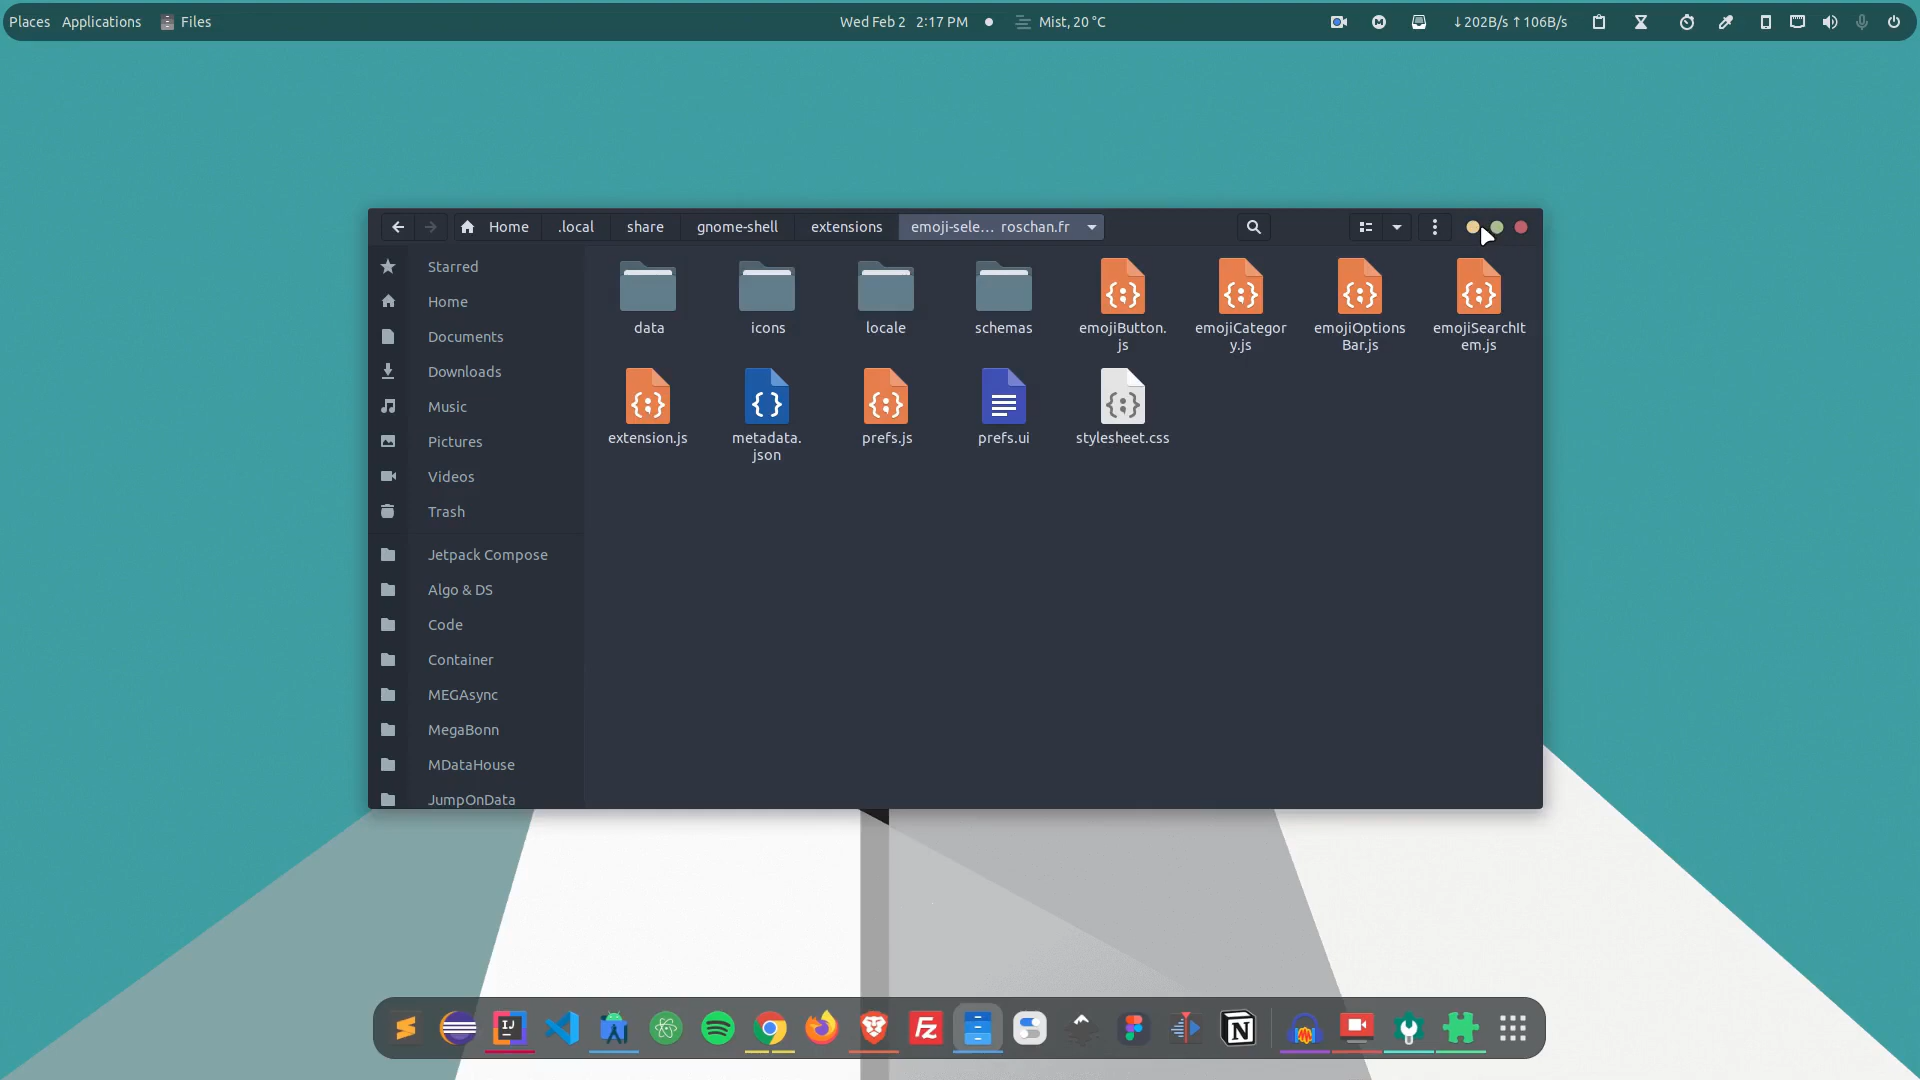 Places Applications Files Wed Feb 2 2:17 PM Mist, 20 °C ↓202B/s ↑106B/s
Home .local share gnome-shell extensions emoji-sele... roschan.fr
Starred
Home
Documents
Downloads
Music
Pictures
Videos
Trash
Jetpack Compose
Algo & DS
Code
Container
MEGAsync
MegaBonn
MDataHouse
JumpOnData
data icons locale schemas emojiButton. emojiCategor emojiOptions emojiSearchIt
js y.js Bar.js em.js
extension.js metadata. prefs.js prefs.ui stylesheet.css
json
IJ Fz N